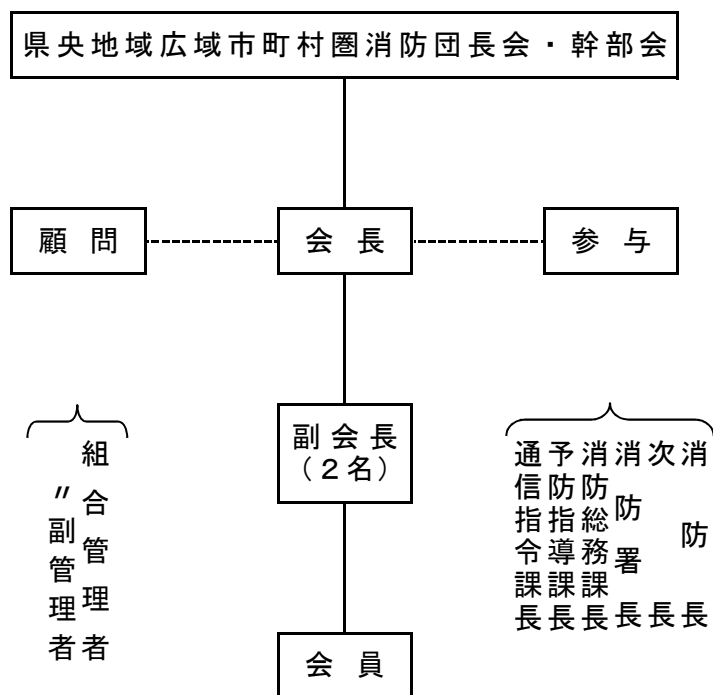 県央地域広域市町村圏消防団長会・幹部会
顧問
会長
参与
副会長
（２名）
組合管理者
〃副管理者
消防長
次長
消防署長
消防総務課長
予防指導課長
通信指令課長
会員